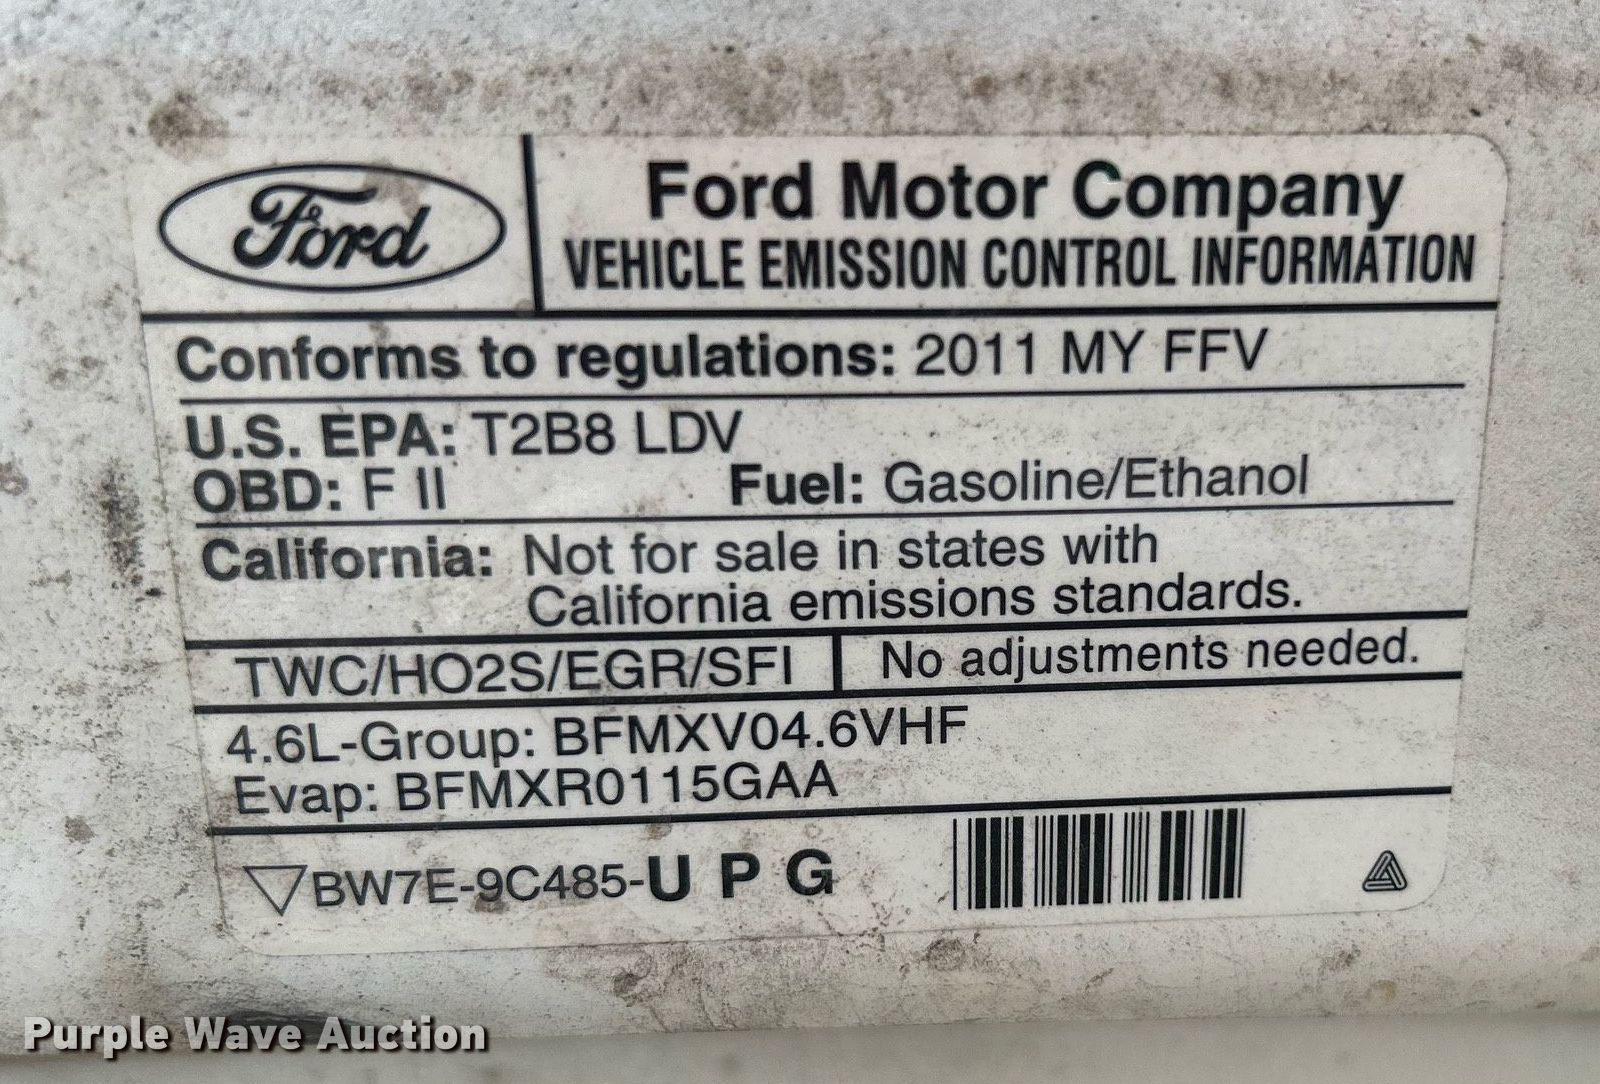 Ford
Ford Motor Company
VEHICLE EMISSION CONTROL INFORMATION
Conforms to regulations: 2011 MY FFV
U.S. EPA: T2B8 LDV
OBD: F II Fuel: Gasoline/Ethanol
California: Not for sale in states with
California emissions standards.
TWC/HO2S/EGR/SFI No adjustments needed.
4.6L-Group: BFMXV04.6VHF
Evap: BFMXR0115GAA
BW7E-9C485-U P G
Purple Wave Auction